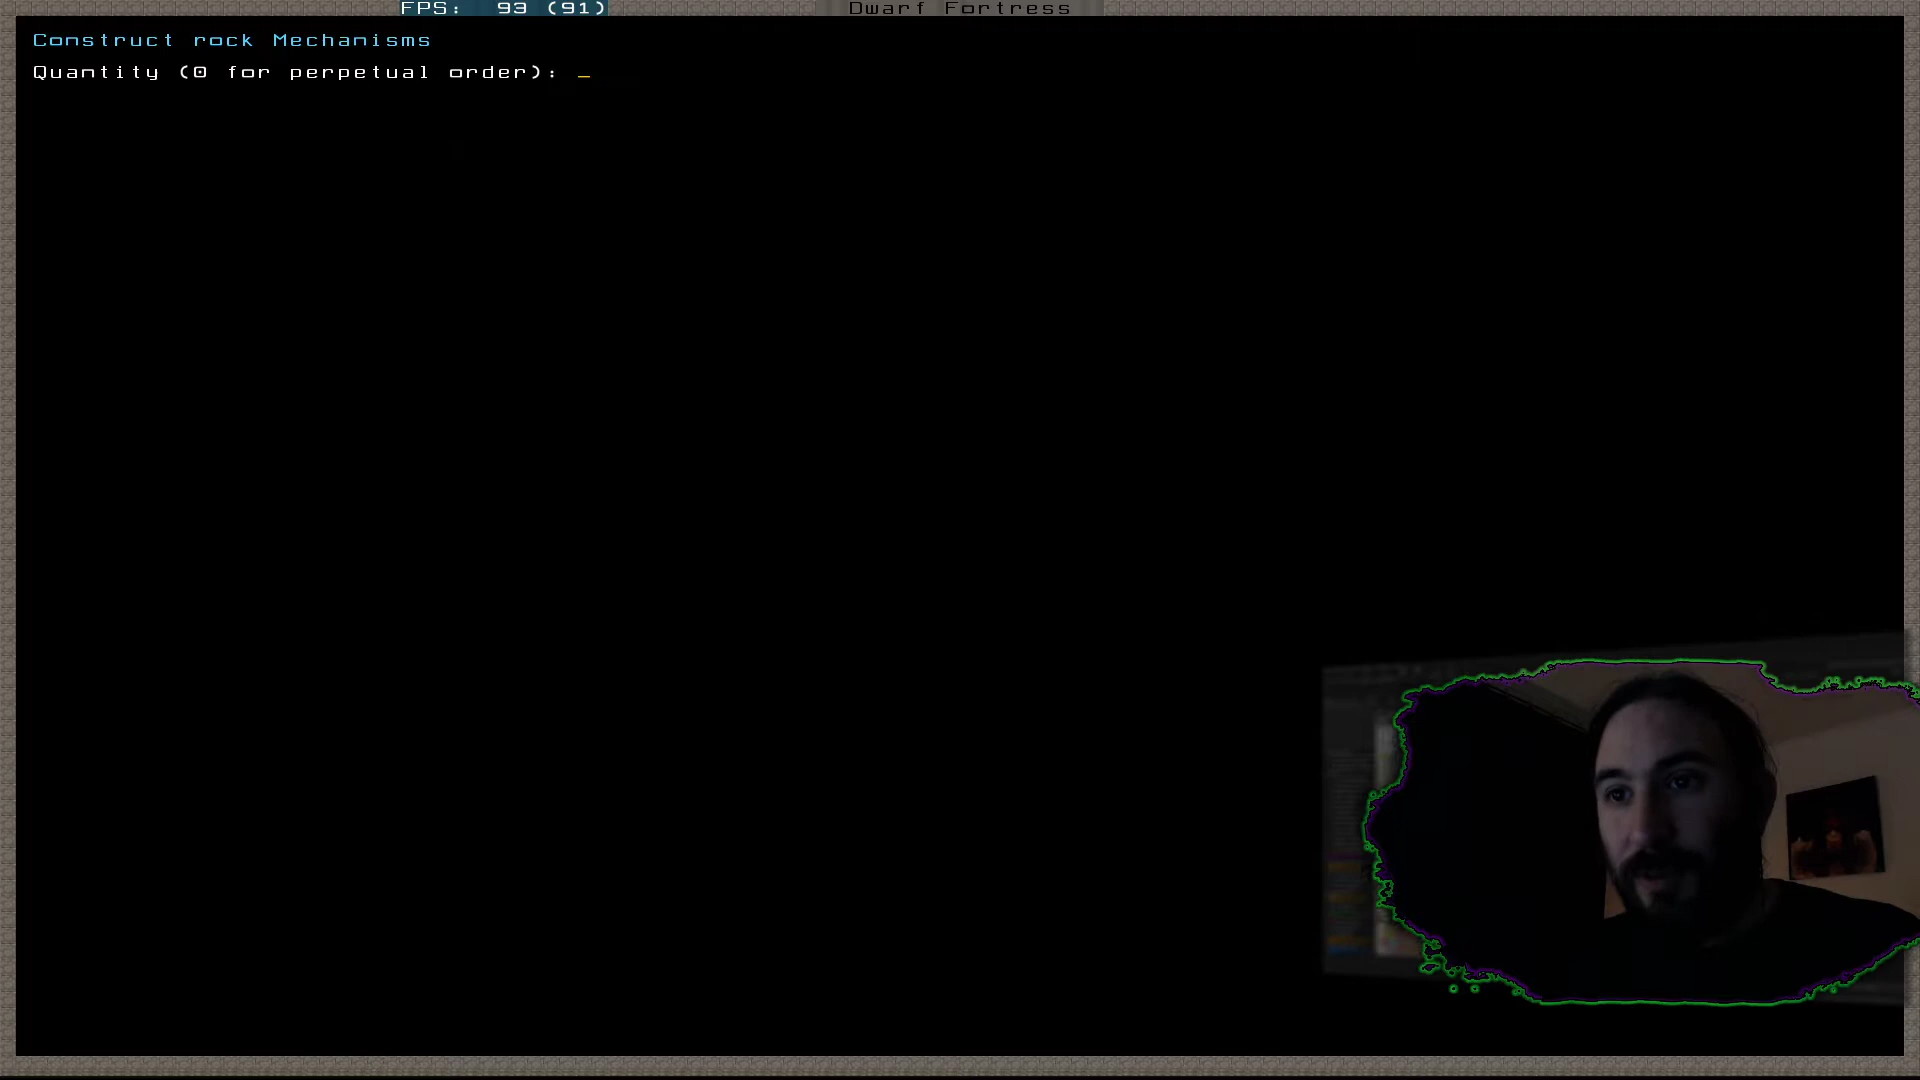 FPS: 93 (91) Dwarf Fortress
Construct rock Mechanisms
Quantity (0 for perpetual order): _